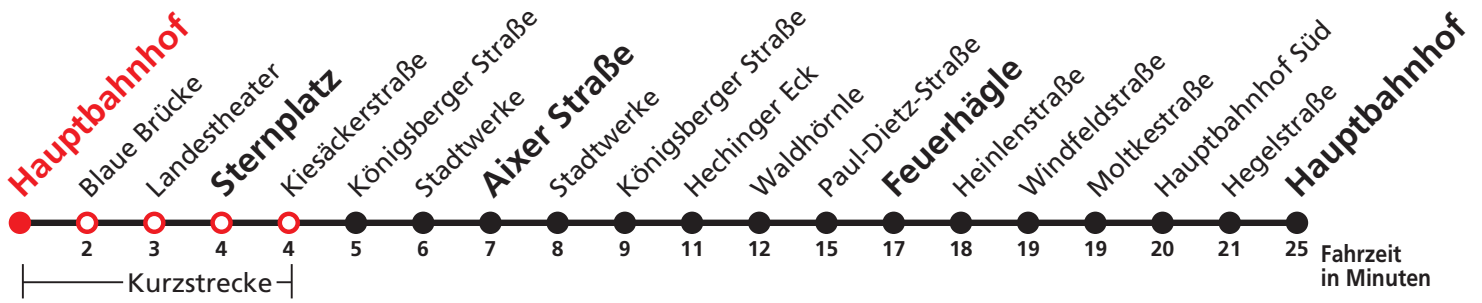 Hauptbahnhof
Blaue Brücke
Landestheater
Sternplatz
Kiesäckerstraße
Königsberger Straße
Stadtwerke
Aixer Straße
Stadtwerke
Königsberger Straße
Hechinger Eck
Waldhörnle
Paul-Dietz-Straße
Feuerhägle
Heinlenstraße
Windfeldstraße
Moltkestraße
Hauptbahnhof Süd
Hegelstraße
Hauptbahnhof
2 3 4 4 5 6 7 8 9 11 12 15 17 18 19 19 20 21 25
Fahrzeit
in Minuten
Kurzstrecke